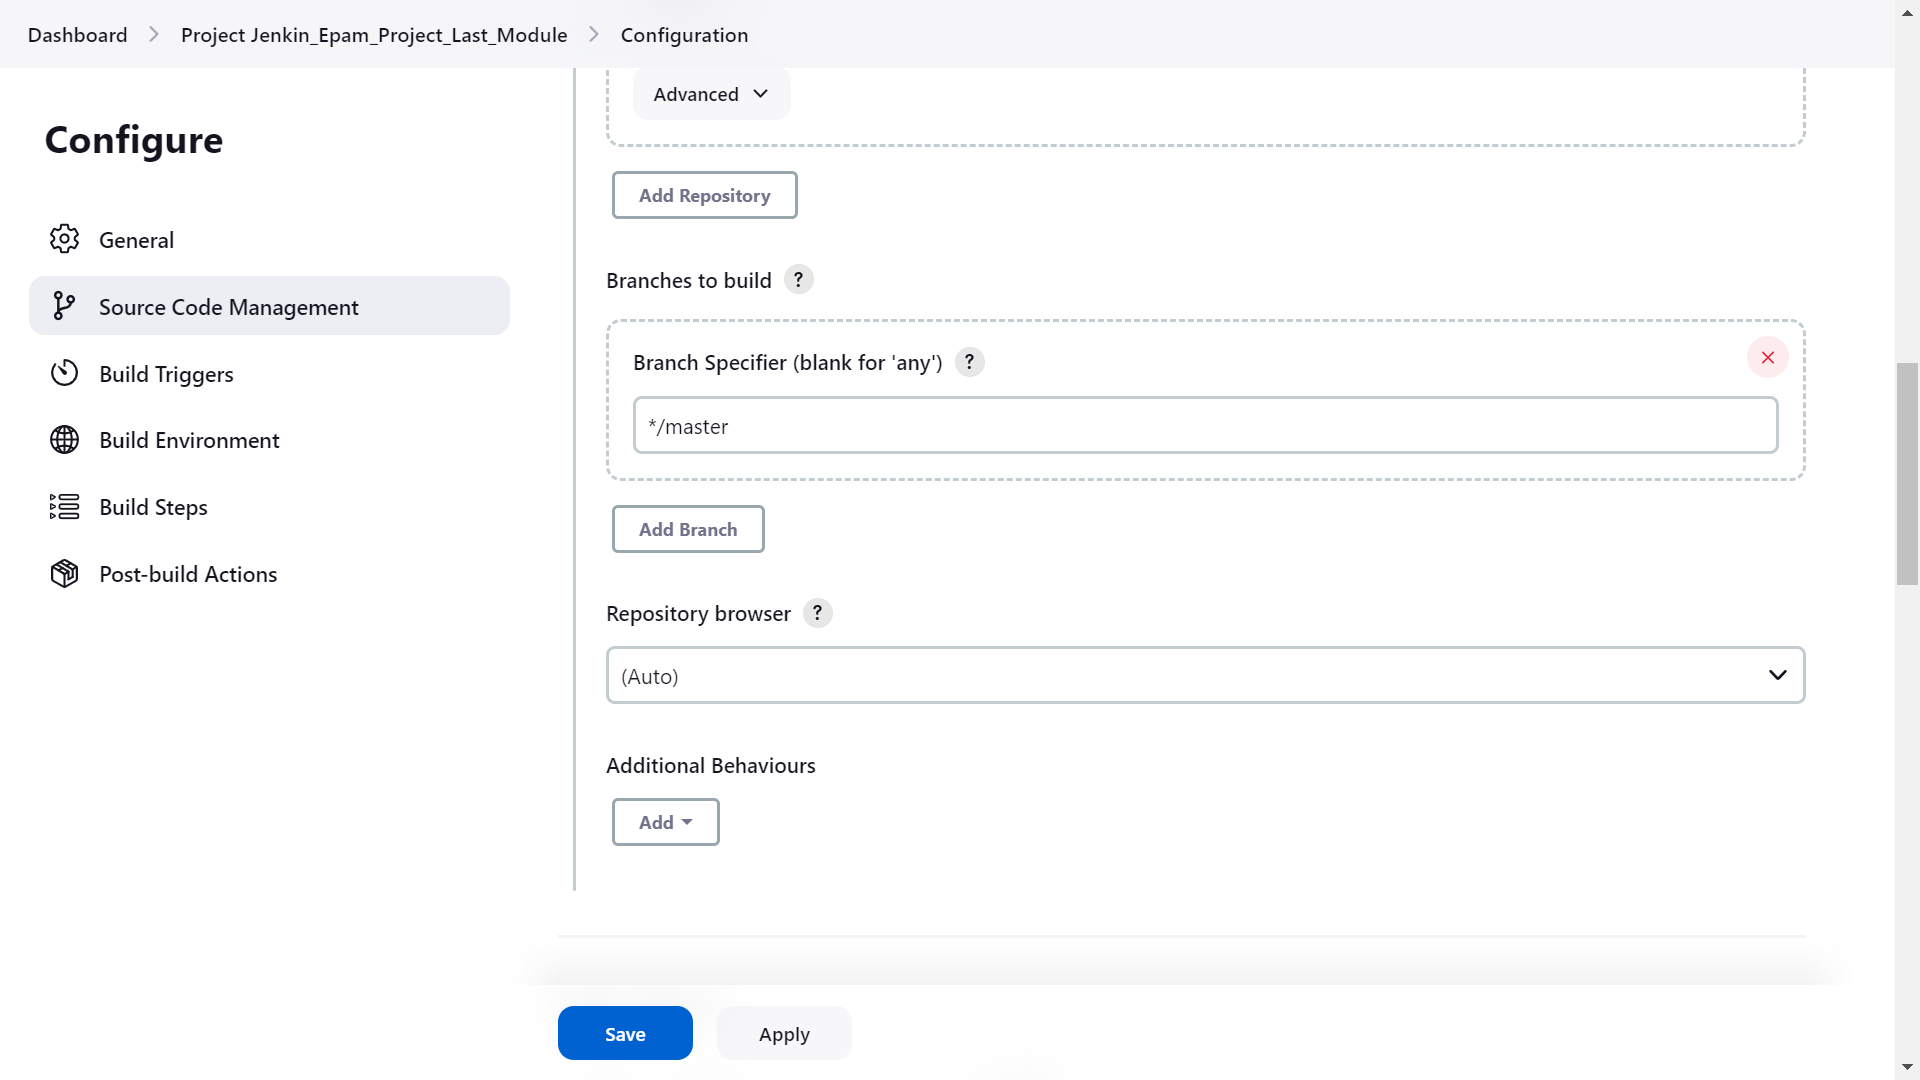 Dashboard > Project Jenkin_Epam_Project_Last_Module > Configuration
Configure
General
Source Code Management
Build Triggers
Build Environment
Build Steps
Post-build Actions
Advanced
Add Repository
Branches to build ?
Branch Specifier (blank for 'any') ?
*/master
Add Branch
Repository browser ?
(Auto)
Additional Behaviours
Add
Save
Apply